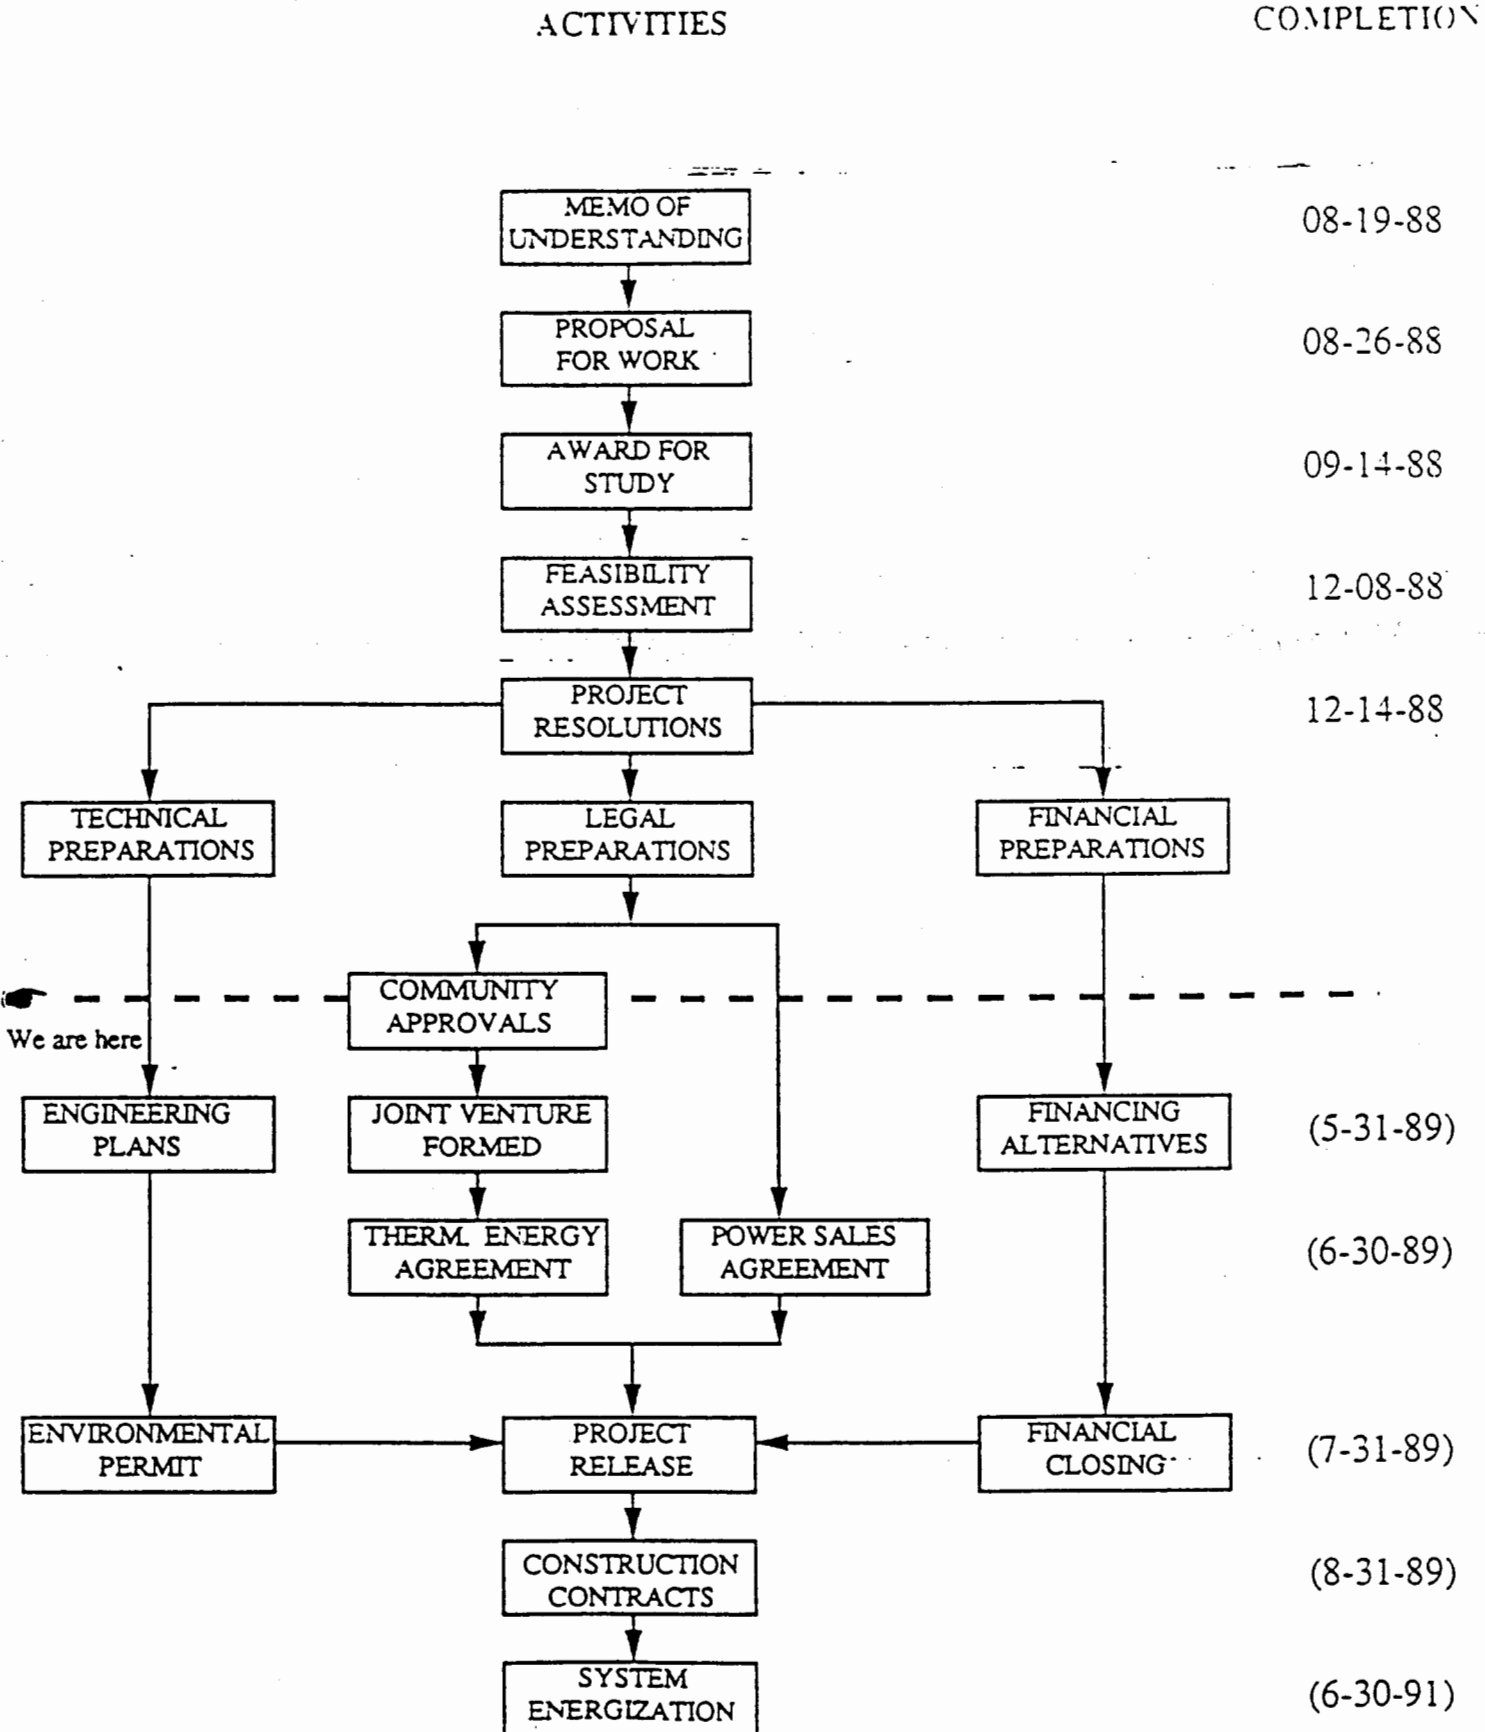 ACTIVITIES
COMPLETION
MEMO OF
UNDERSTANDING
08-19-88
PROPOSAL
FOR WORK
08-26-88
AWARD FOR
STUDY
09-14-88
FEASIBILITY
ASSESSMENT
12-08-88
PROJECT
RESOLUTIONS
12-14-88
TECHNICAL
PREPARATIONS
LEGAL
PREPARATIONS
FINANCIAL
PREPARATIONS
COMMUNITY
APPROVALS
We are here
ENGINEERING
PLANS
JOINT VENTURE
FORMED
FINANCING
ALTERNATIVES
(5-31-89)
THERM. ENERGY
AGREEMENT
POWER SALES
AGREEMENT
(6-30-89)
ENVIRONMENTAL
PERMIT
PROJECT
RELEASE
FINANCIAL
CLOSING
(7-31-89)
CONSTRUCTION
CONTRACTS
(8-31-89)
SYSTEM
ENERGIZATION
(6-30-91)